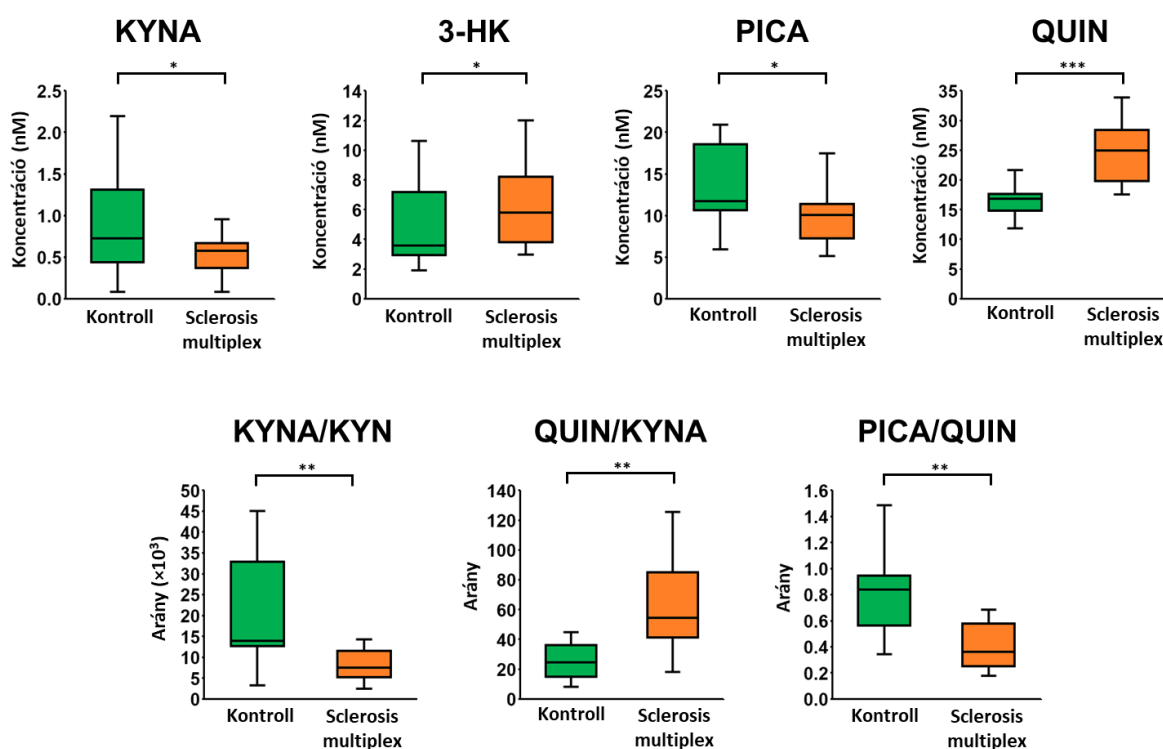 KYNA
*
Koncentráció (nM)
2.5
2.0
1.5
1.0
0.5
0.0
Kontroll
Sclerosis
multiplex
3-HK
*
Koncentráció (nM)
14
12
10
8
6
4
2
0
Kontroll
Sclerosis
multiplex
PICA
*
Koncentráció (nM)
25
20
15
10
5
0
Kontroll
Sclerosis
multiplex
QUIN
***
Koncentráció (nM)
35
30
25
20
15
10
5
0
Kontroll
Sclerosis
multiplex
KYNA/KYN
**
Arány (×10³)
50
45
40
35
30
25
20
15
10
5
0
Kontroll
Sclerosis
multiplex
QUIN/KYNA
**
Arány
140
120
100
80
60
40
20
0
Kontroll
Sclerosis
multiplex
PICA/QUIN
**
Arány
1.6
1.4
1.2
1.0
0.8
0.6
0.4
0.2
0.0
Kontroll
Sclerosis
multiplex